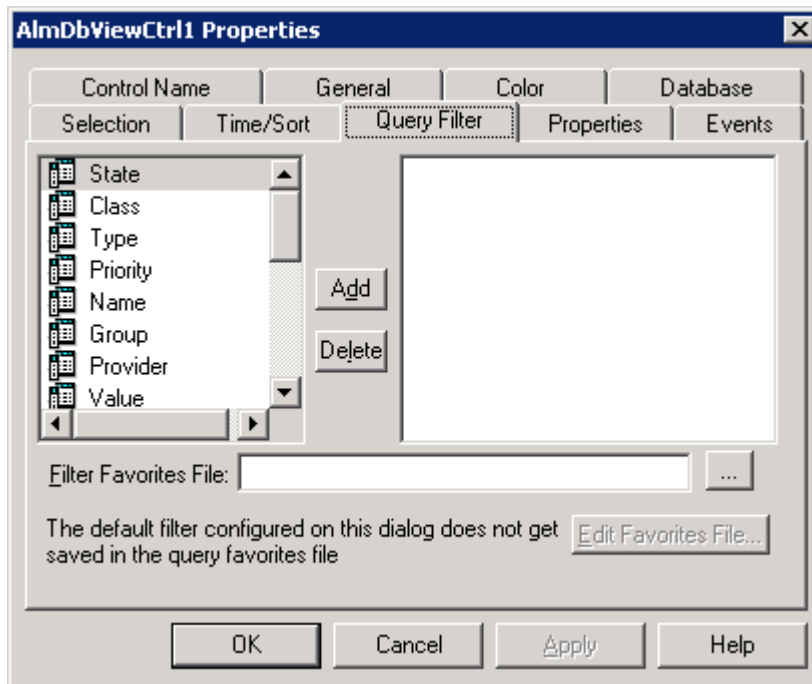 AlmDbViewCtrl1 Properties
Control Name
General
Color
Database
Selection
Time/Sort
Query Filter
Properties
Events
State
Class
Type
Priority
Name
Group
Provider
Value
Add
Delete
Filter Favorites File:
...
The default filter configured on this dialog does not get
saved in the query favorites file
Edit Favorites File...
OK
Cancel
Apply
Help